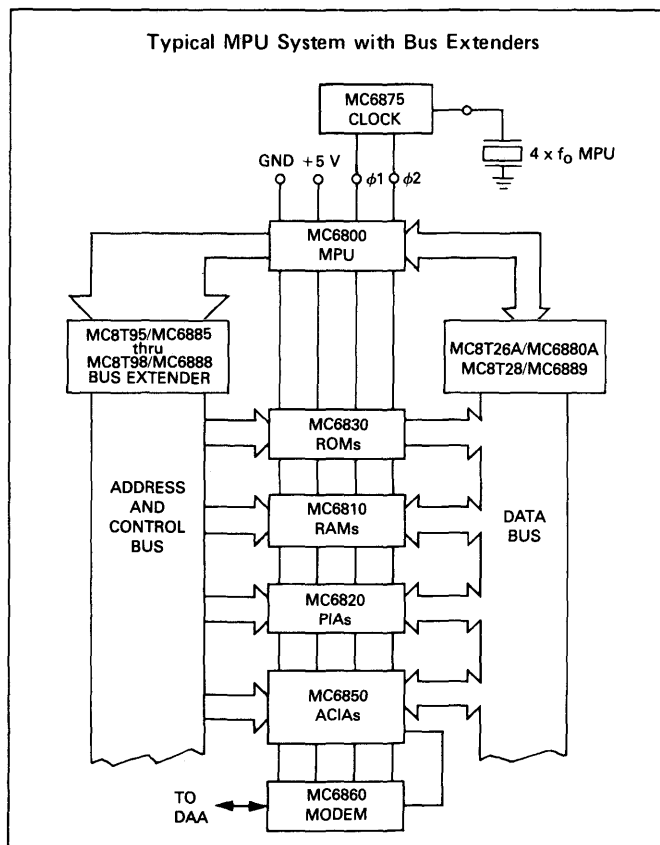 Typical MPU System with Bus Extenders
MC6875
CLOCK
4 x fo MPU
GND
+5 V
ϕ1
ϕ2
MC6800
MPU
MC8T95/MC6885
thru
MC8T98/MC6888
BUS EXTENDER
MC8T26A/MC6880A
MC8T28/MC6889
MC6830
ROMs
ADDRESS
AND
CONTROL
BUS
MC6810
RAMs
DATA
BUS
MC6820
PIAs
MC6850
ACIAs
TO
DAA
MC6860
MODEM